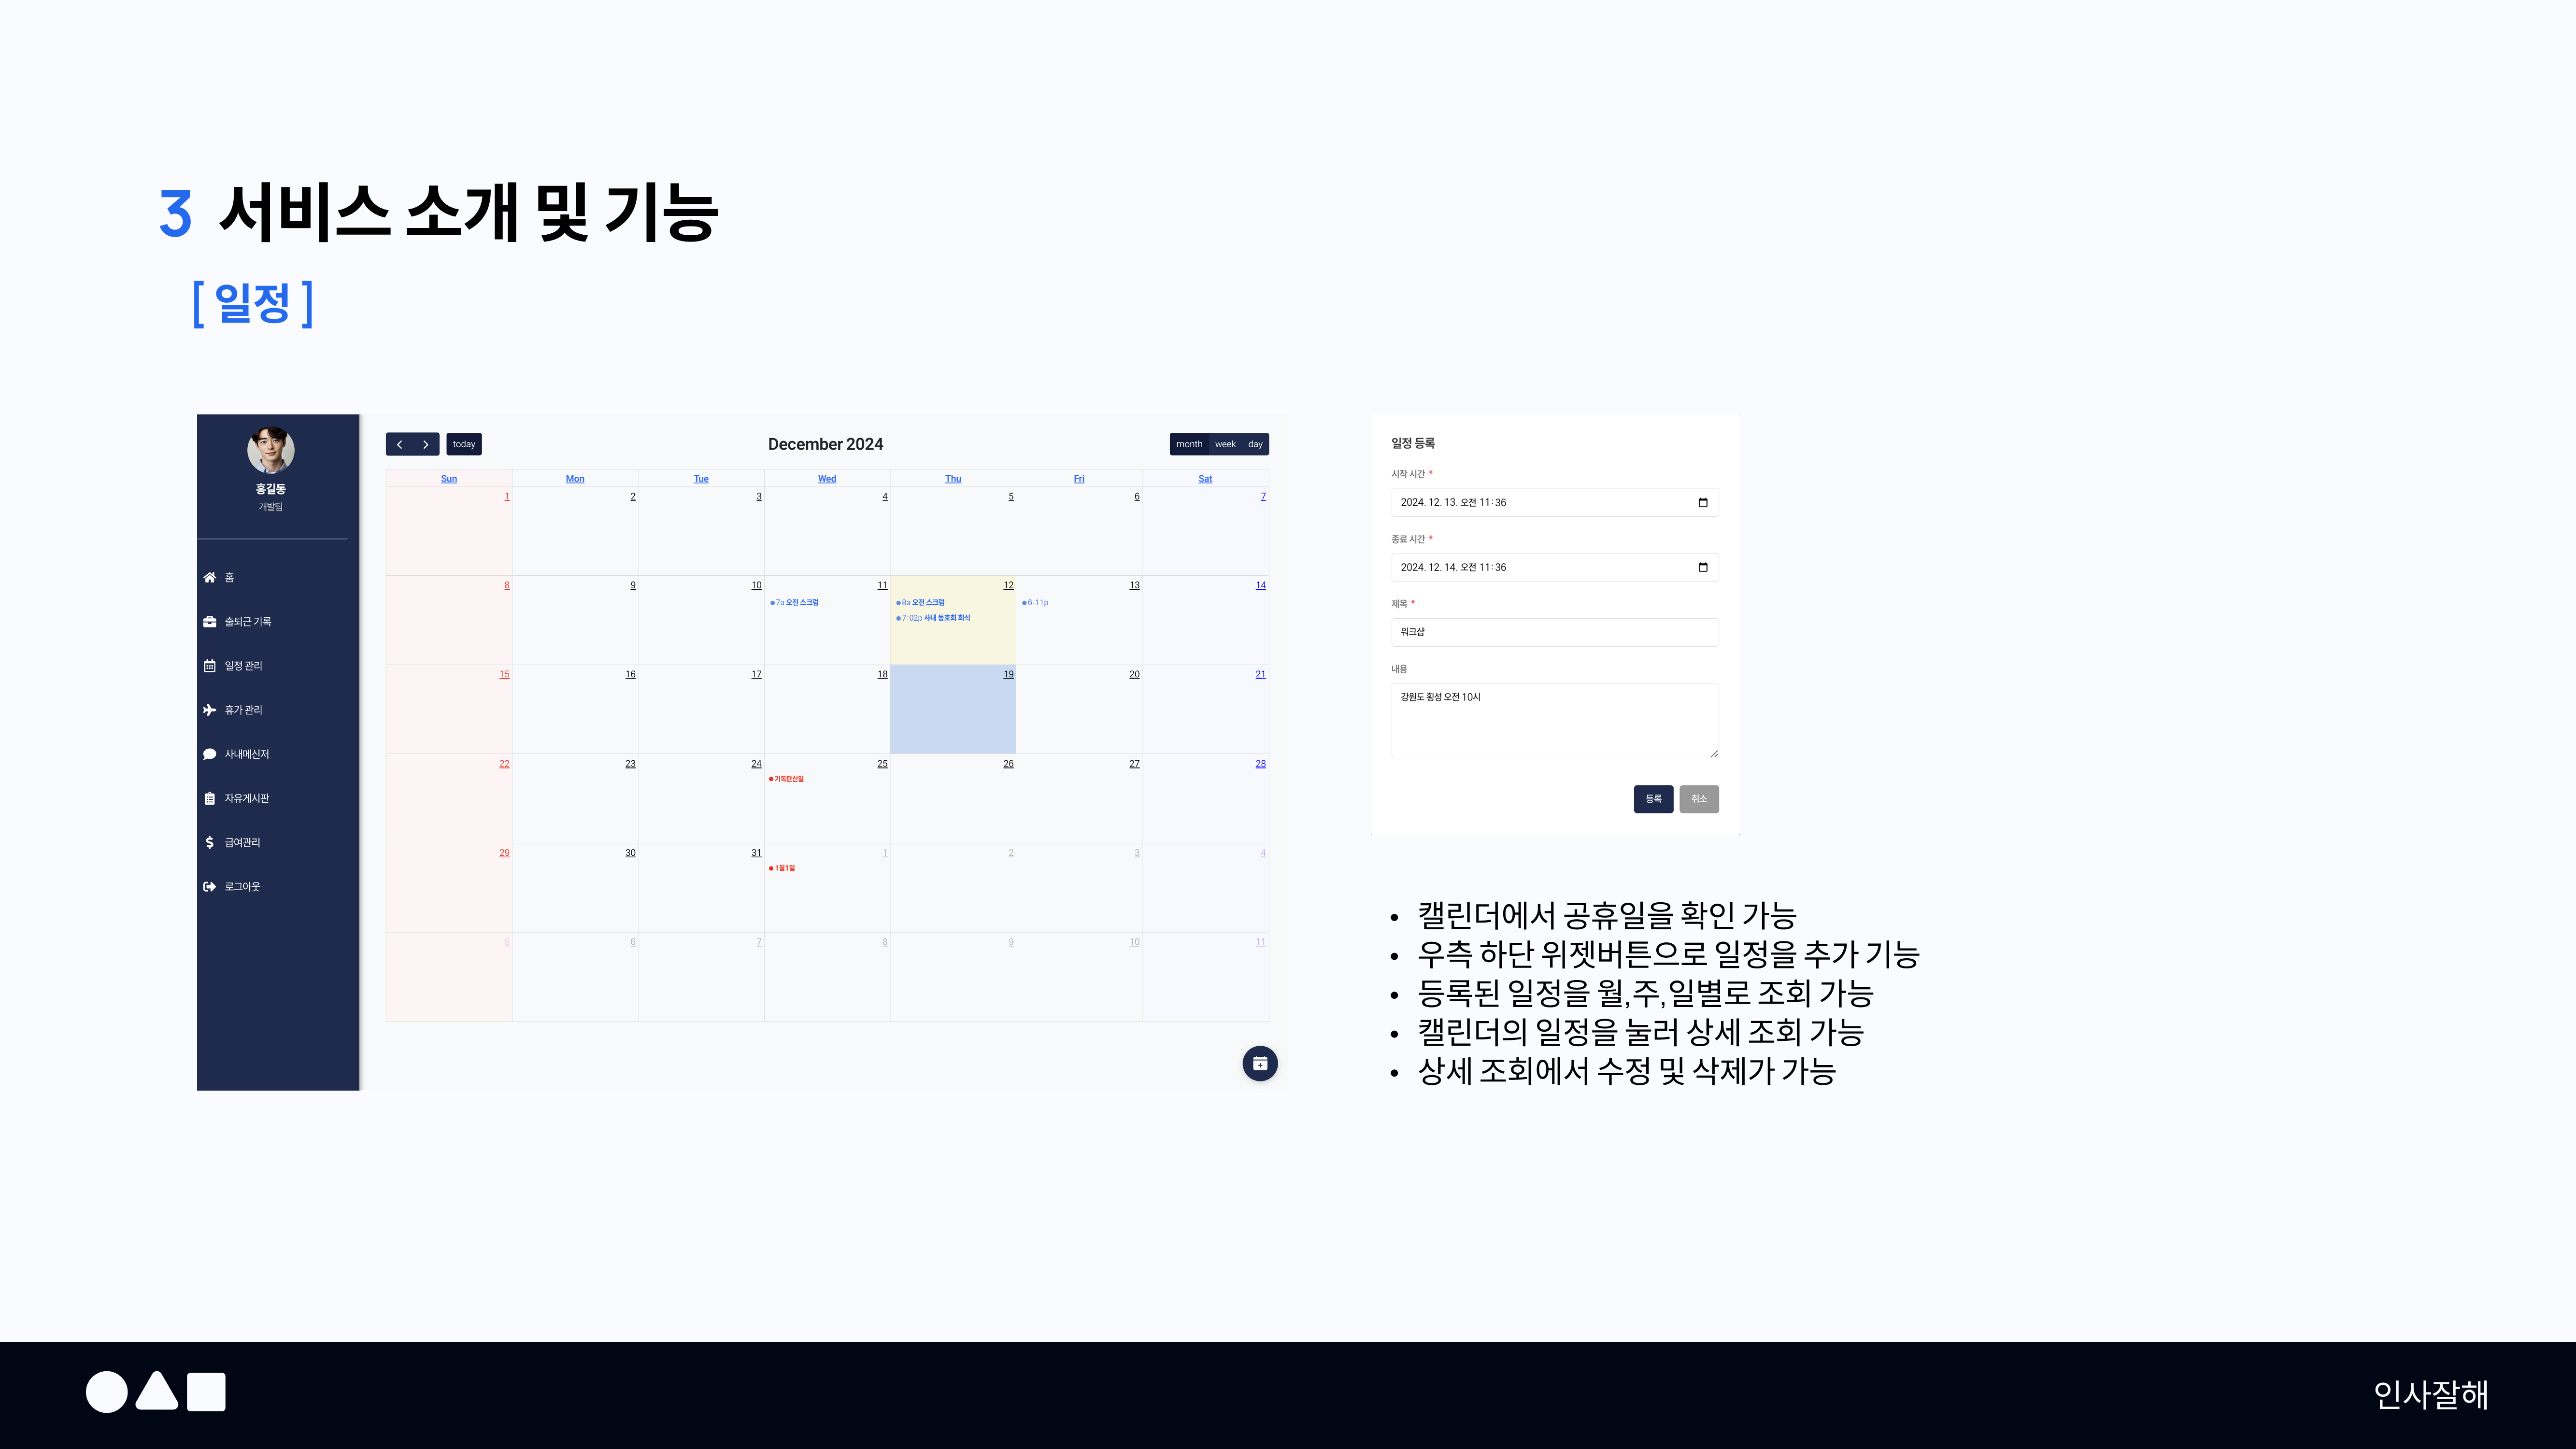 3 서비스 소개 및 기능
[ 일정 ]
홍길동
개발팀
홈
출퇴근 기록
일정 관리
휴가 관리
사내메신저
자유게시판
급여관리
로그아웃
today
December 2024
month week day
Sun Mon Tue Wed Thu Fri Sat
1 2 3 4 5 6 7
8 9 10 11 12 13 14
7a 오전 스크럼 8a 오전 스크럼 6:11p
7:02p 사내 동호회 회식
15 16 17 18 19 20 21
22 23 24 25 26 27 28
기독탄신일
29 30 31 1 2 3 4
1월1일
5 6 7 8 9 10 11
일정 등록
시작 시간 *
2024. 12. 13. 오전 11:36
종료 시간 *
2024. 12. 14. 오전 11:36
제목 *
워크샵
내용
강원도 횡성 오전 10시
등록 취소
• 캘린더에서 공휴일을 확인 가능
• 우측 하단 위젯버튼으로 일정을 추가 기능
• 등록된 일정을 월,주,일별로 조회 가능
• 캘린더의 일정을 눌러 상세 조회 가능
• 상세 조회에서 수정 및 삭제가 가능
인사잘해